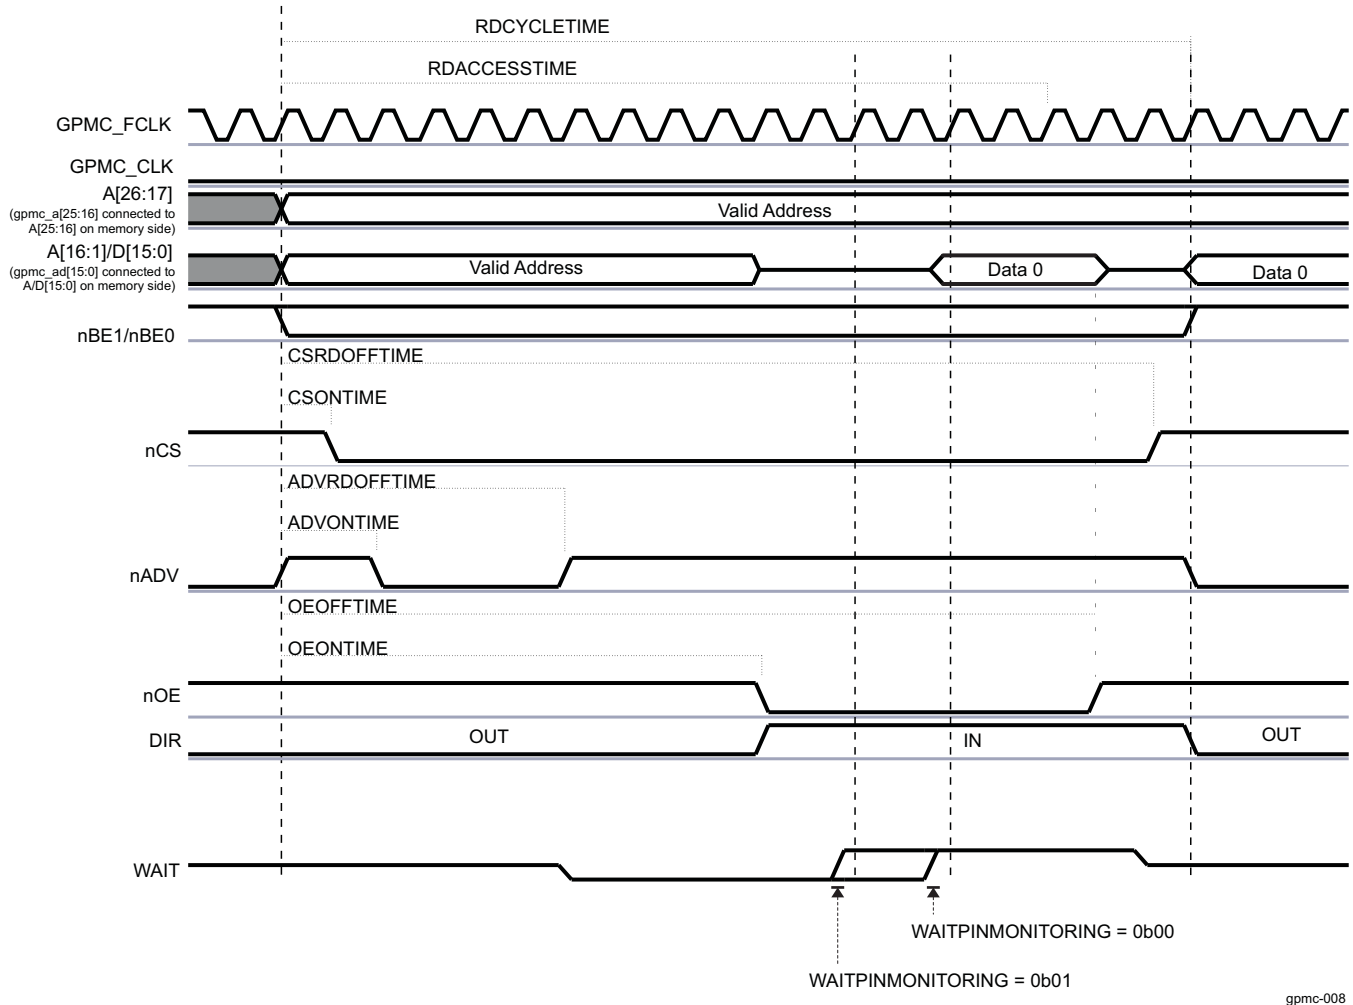 RDCYCLETIME
RDACCESSTIME
GPMC_FCLK
GPMC_CLK
A[26:17]
(gpmc_a[25:16] connected to
A[25:16] on memory side)
Valid Address
A[16:1]/D[15:0]
(gpmc_ad[15:0] connected to
A/D[15:0] on memory side)
Valid Address
Data 0
Data 0
nBE1/nBE0
CSRDOFFTIME
CSONTIME
nCS
ADVRDOFFTIME
ADVONTIME
nADV
OEOFFTIME
OEONTIME
nOE
DIR
OUT
IN
OUT
WAIT
WAITPINMONITORING = 0b00
WAITPINMONITORING = 0b01
gpmc-008